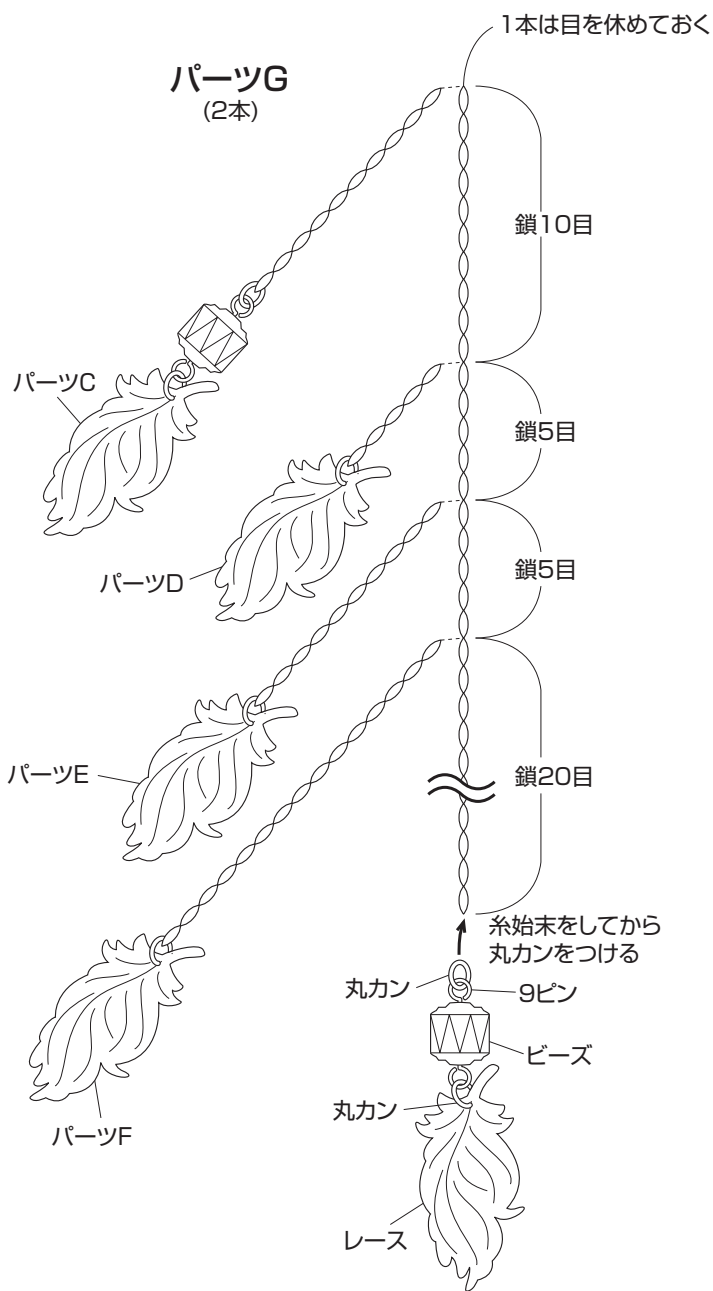 1本は目を休めておく
パーツG
(2本)
鎖10目
パーツC
鎖5目
パーツD
鎖5目
パーツE
鎖20目
糸始末をしてから
丸カンをつける
丸カン
9ピン
ビーズ
丸カン
パーツF
レース